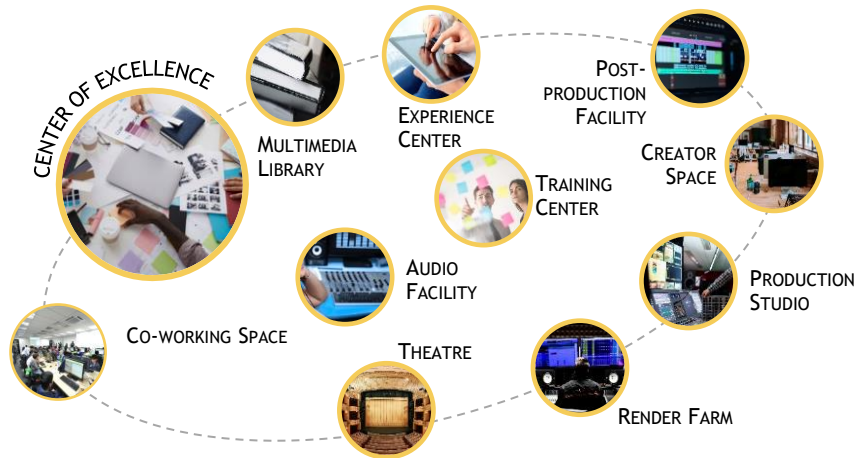 CENTER OF EXCELLENCE
MULTIMEDIA
LIBRARY
EXPERIENCE
CENTER
POST-
PRODUCTION
FACILITY
CREATOR
SPACE
TRAINING
CENTER
AUDIO
FACILITY
PRODUCTION
STUDIO
CO-WORKING SPACE
THEATRE
RENDER FARM